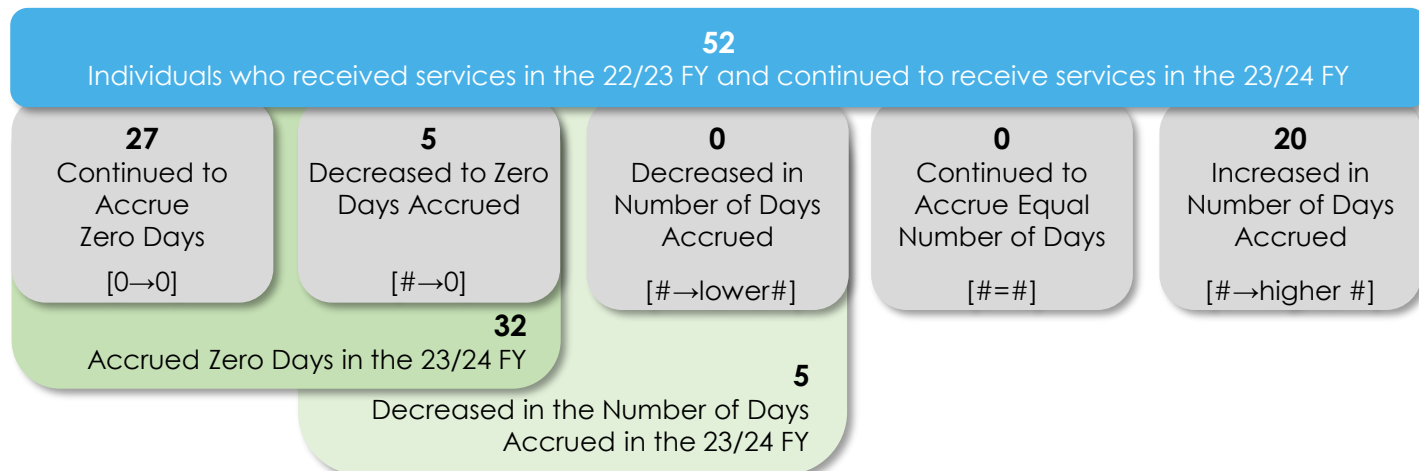 52
Individuals who received services in the 22/23 FY and continued to receive services in the 23/24 FY
27
Continued to
Accrue
Zero Days
[0→0]
5
Decreased to Zero
Days Accrued
[#→0]
0
Decreased in
Number of Days
Accrued
[#→lower#]
0
Continued to
Accrue Equal
Number of Days
[#=#]
20
Increased in
Number of Days
Accrued
[#→higher #]
32
Accrued Zero Days in the 23/24 FY
5
Decreased in the Number of Days
Accrued in the 23/24 FY